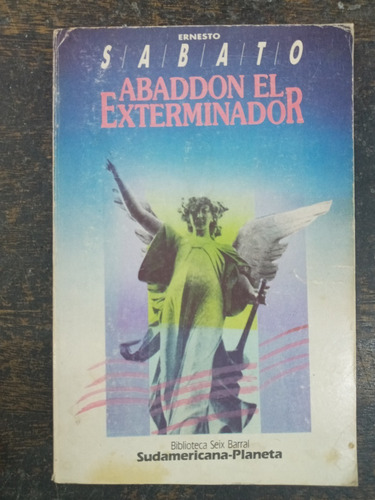 ERNESTO
S/A/B/A/T/O
ABADDON EL
EXTERMINADOR
Biblioteca Seix Barral
Sudamericana-Planeta